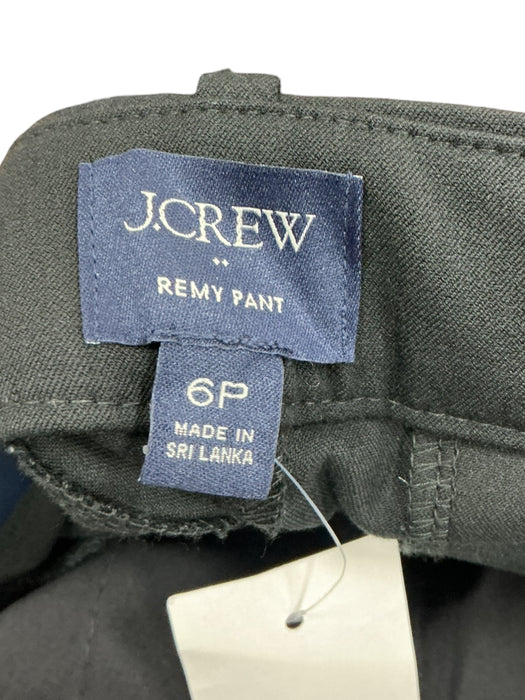 J.CREW
REMY PANT
6P
MADE IN
SRI LANKA